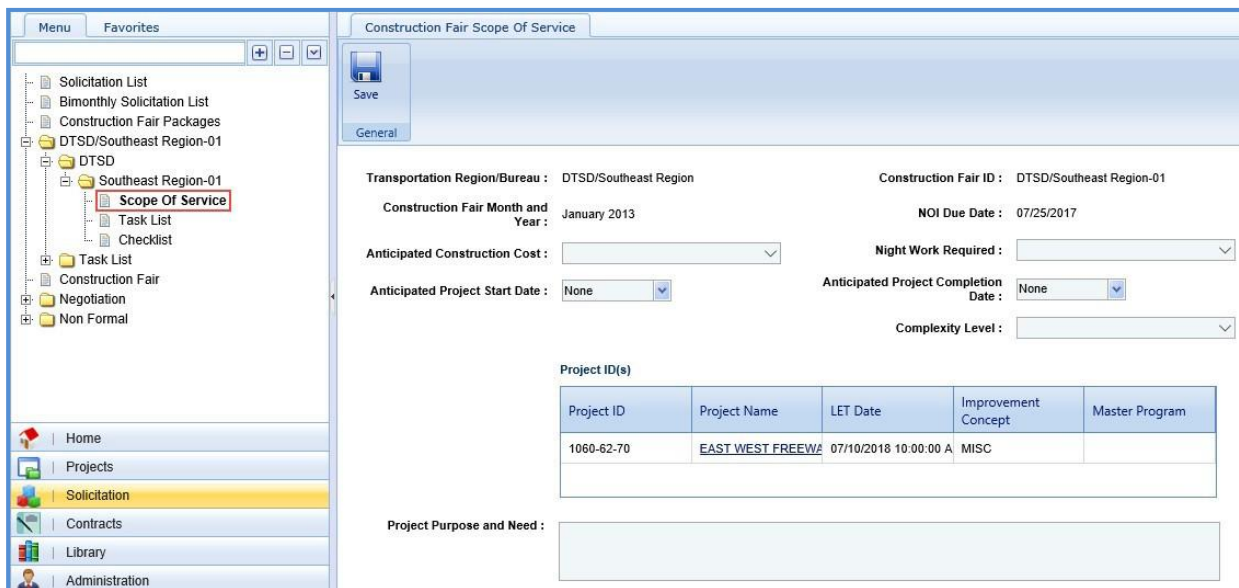 Menu
Favorites
Solicitation List
Bimonthly Solicitation List
Construction Fair Packages
DTSD/Southeast Region-01
DTSD
Southeast Region-01
Scope Of Service
Task List
Checklist
Task List
Construction Fair
Negotiation
Non Formal
Home
Projects
Solicitation
Contracts
Library
Administration
Construction Fair Scope Of Service
Save
General
Transportation Region/Bureau : DTSD/Southeast Region
Construction Fair ID : DTSD/Southeast Region-01
Construction Fair Month and
Year : January 2013
NOI Due Date : 07/25/2017
Anticipated Construction Cost :
Night Work Required :
Anticipated Project Start Date : None
Anticipated Project Completion
Date : None
Complexity Level :
Project ID(s)
Project ID Project Name LET Date Improvement Concept Master Program
1060-62-70 EAST WEST FREEWA 07/10/2018 10:00:00 A MISC
Project Purpose and Need :